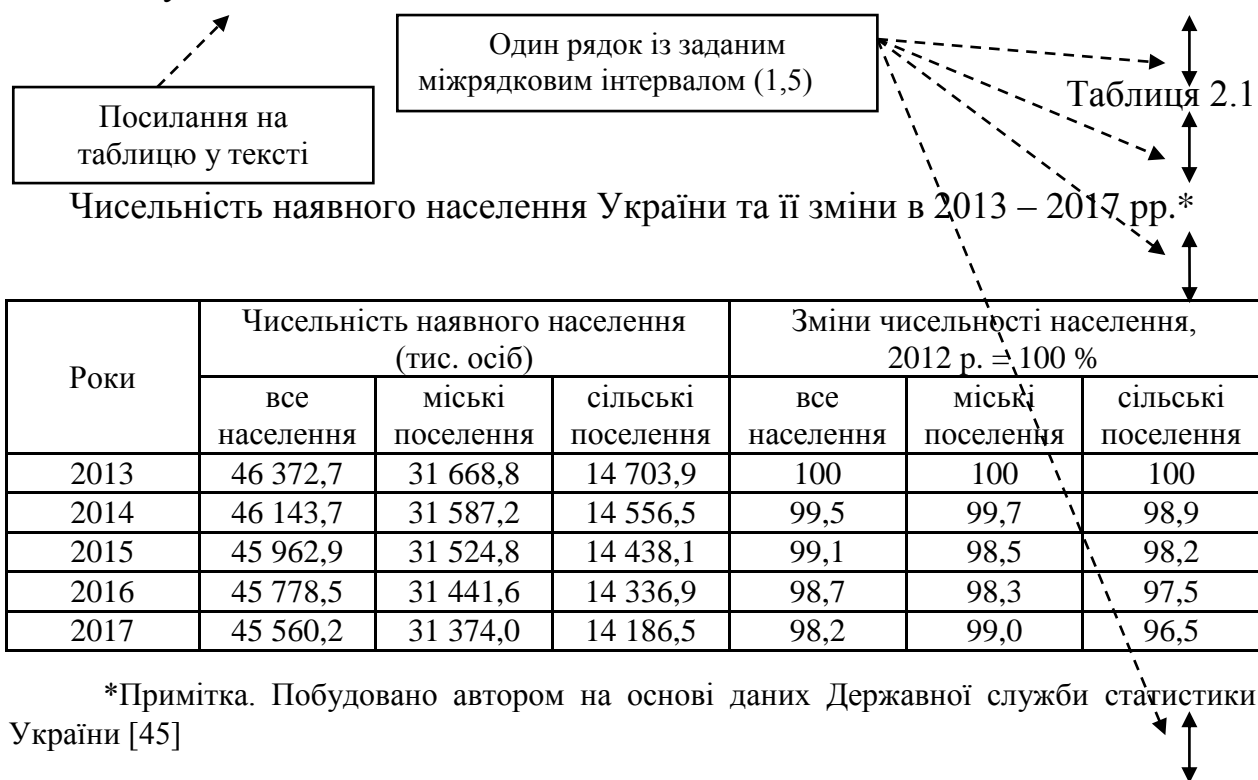 Один рядок із заданим
міжрядковим інтервалом (1,5)
Таблиця 2.1
Посилання на
таблицю у тексті
Чисельність наявного населення України та її зміни в 2013 – 2017 рр.*
Роки
Чисельність наявного населення
(тис. осіб)
Зміни чисельності населення,
2012 р. = 100 %
все
населення
міські
поселення
сільські
поселення
все
населення
міські
поселення
сільські
поселення
2013 46 372,7 31 668,8 14 703,9 100 100 100
2014 46 143,7 31 587,2 14 556,5 99,5 99,7 98,9
2015 45 962,9 31 524,8 14 438,1 99,1 98,5 98,2
2016 45 778,5 31 441,6 14 336,9 98,7 98,3 97,5
2017 45 560,2 31 374,0 14 186,5 98,2 99,0 96,5
*Примітка. Побудовано автором на основі даних Державної служби статистики
України [45]